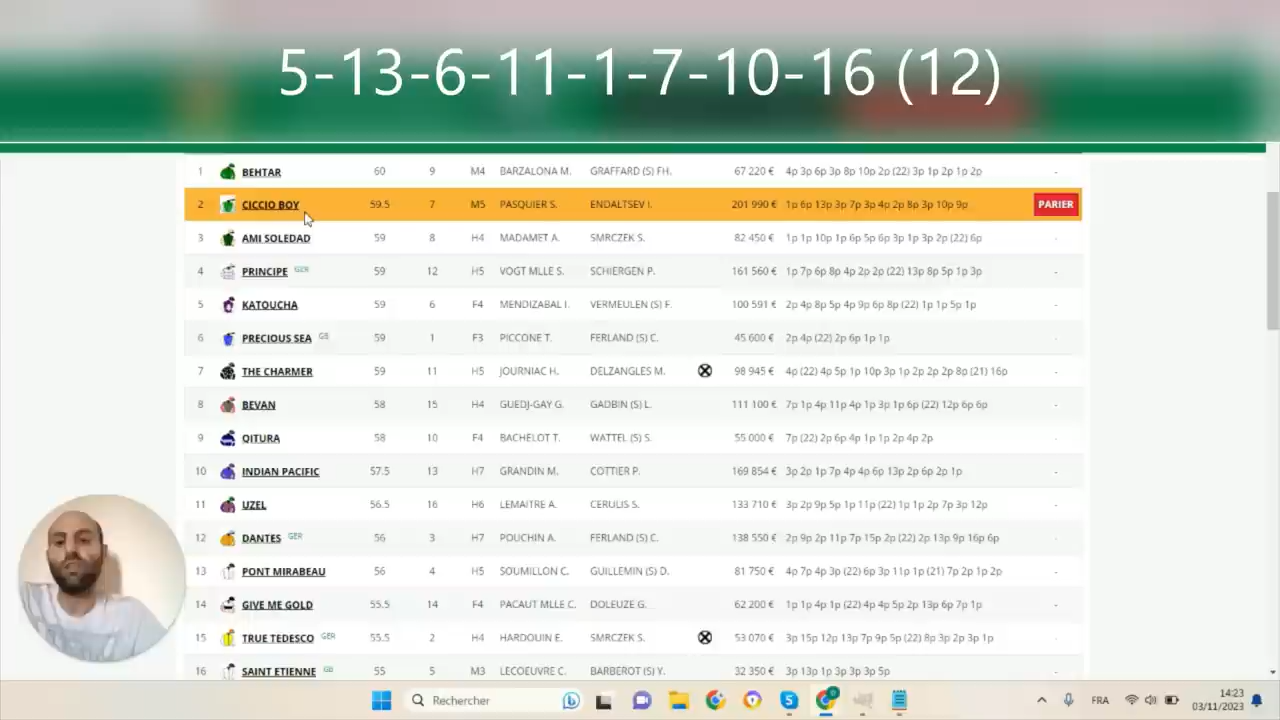 5-13-6-11-1-7-10-16 (12)
1 BEHTAR 60 9 M4 BARZALONA M. GRAFFARD (S) FH. 67 220 € 4p 3p 6p 3p 8p 10p 2p (22) 3p 1p 2p 1p 2p -
2 CICCIO BOY 59.5 7 M5 PASQUIER S. ENDALTSEV I. 201 990 € 1p 6p 13p 3p 7p 3p 4p 2p 8p 3p 10p 9p PARIER
3 AMI SOLEDAD 59 8 H4 MADAMET A. SMRCZEK S. 82 450 € 1p 1p 10p 1p 6p 5p 6p 3p 1p 3p 2p (22) 6p -
4 PRINCIPE GER 59 12 H5 VOGT MLLE S. SCHIERGEN P. 161 560 € 1p 7p 6p 8p 4p 2p 2p (22) 13p 8p 5p 1p 3p -
5 KATOUCHA 59 6 F4 MENDIZABAL I. VERMEULEN (S) F. 100 591 € 2p 4p 8p 5p 4p 9p 6p 8p (22) 1p 1p 5p 1p -
6 PRECIOUS SEA GB 59 1 F3 PICCONE T. FERLAND (S) C. 45 600 € 2p 4p (22) 2p 6p 1p 1p -
7 THE CHARMER 59 11 H5 JOURNIAC H. DELZANGLES M. 98 945 € 4p (22) 4p 5p 1p 10p 3p 1p 2p 2p 2p 8p (21) 16p -
8 BEVAN 58 15 H4 GUEDJ-GAY G. GADBIN (S) L. 111 100 € 7p 1p 4p 11p 4p 1p 3p 1p 6p (22) 12p 6p 6p -
9 QITURA 58 10 F4 BACHELOT T. WATTEL (S) S. 55 000 € 7p (22) 2p 6p 4p 1p 1p 2p 4p 2p -
10 INDIAN PACIFIC 57.5 13 H7 GRANDIN M. COTTIER P. 169 854 € 3p 2p 1p 7p 4p 4p 6p 13p 2p 6p 2p 1p -
11 UZEL 56.5 16 H6 LEMAITRE A. CERULIS S. 133 710 € 3p 2p 9p 5p 1p 11p (22) 1p 1p 2p 7p 3p 12p -
12 DANTES GER 56 3 H7 POUCHIN A. FERLAND (S) C. 138 550 € 2p 9p 2p 11p 7p 15p 2p (22) 2p 13p 9p 16p 6p -
13 PONT MIRABEAU 56 4 H5 SOUMILLON C. GUILLEMIN (S) D. 81 750 € 4p 7p 4p 3p (22) 6p 3p 11p 1p (21) 7p 2p 1p 2p -
14 GIVE ME GOLD 55.5 14 F4 PACAUT MLLE C. DOLEUZE G. 62 200 € 1p 1p 4p 1p (22) 4p 4p 5p 2p 13p 6p 7p 1p -
15 TRUE TEDESCO GER 55.5 2 H4 HARDOUIN E. SMRCZEK S. 53 070 € 3p 15p 12p 13p 7p 9p 5p (22) 8p 3p 2p 3p 1p -
16 SAINT ETIENNE GB 55 5 M3 LECOEUVRE C. BARBEROT (S) Y. 32 350 € 3p 13p 1p 3p 3p 3p 5p -
Rechercher FRA 14:23
03/11/2023